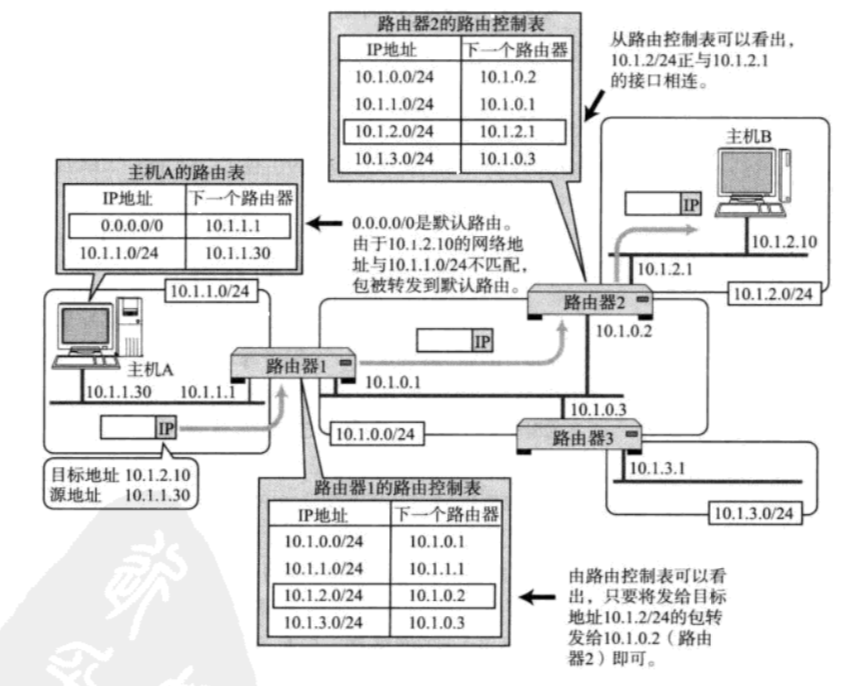 路由器2的路由控制表
IP地址 下一个路由器
10.1.0.0/24 10.1.0.2
10.1.1.0/24 10.1.0.1
10.1.2.0/24 10.1.2.1
10.1.3.0/24 10.1.0.3
从路由控制表可以看出，
10.1.2/24正与10.1.2.1
的接口相连。
主机B
IP
10.1.2.10
10.1.2.1
10.1.2.0/24
主机A的路由表
IP地址 下一个路由器
0.0.0.0/0 10.1.1.1
10.1.1.0/24 10.1.1.30
0.0.0.0/0是默认路由。
由于10.1.2.10的网络地
址与10.1.1.0/24不匹配，
包被转发到默认路由。
10.1.1.0/24
主机A
10.1.1.30 10.1.1.1
IP
目标地址 10.1.2.10
源地址 10.1.1.30
路由器1
10.1.0.1
IP
路由器2
10.1.0.2
10.1.0.0/24
10.1.0.3
路由器3
10.1.3.1
10.1.3.0/24
路由器1的路由控制表
IP地址 下一个路由器
10.1.0.0/24 10.1.0.1
10.1.1.0/24 10.1.1.1
10.1.2.0/24 10.1.0.2
10.1.3.0/24 10.1.0.3
由路由控制表可以看
出，只要将发给目标
地址10.1.2/24的包转
发给10.1.0.2（路由
器2）即可。